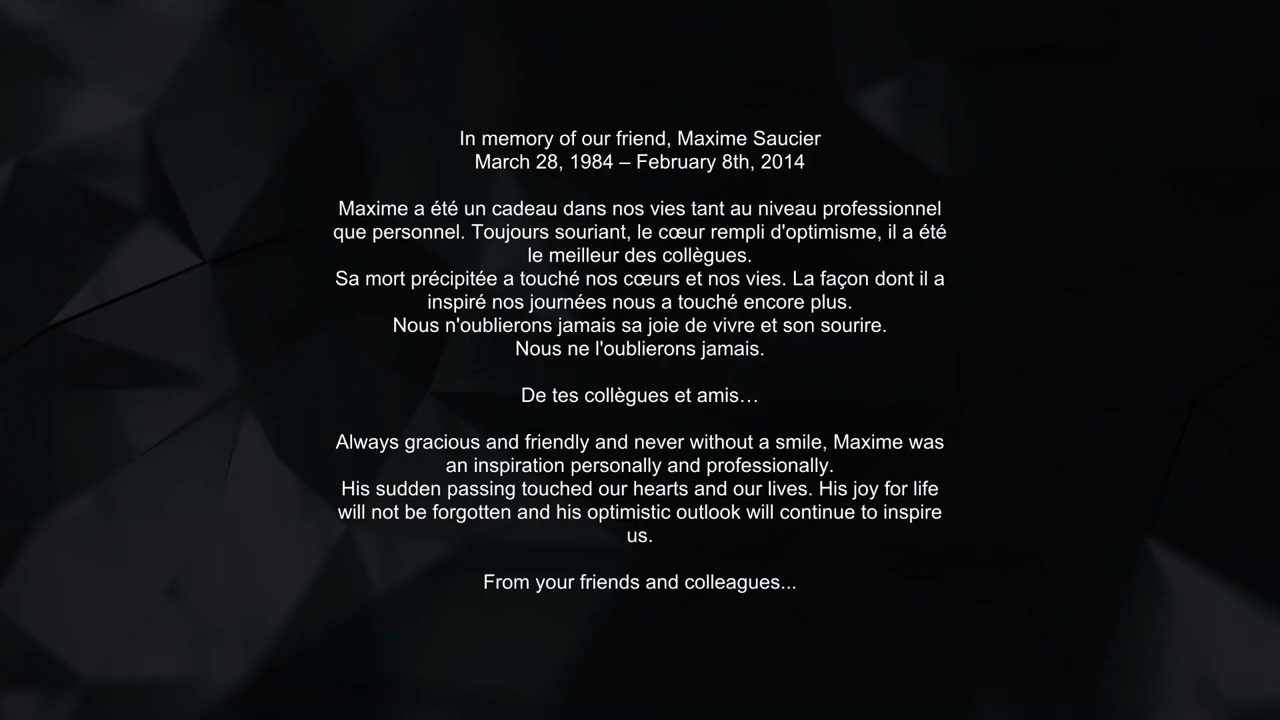 In memory of our friend, Maxime Saucier
March 28, 1984 – February 8th, 2014
Maxime a été un cadeau dans nos vies tant au niveau professionnel
que personnel. Toujours souriant, le cœur rempli d'optimisme, il a été
le meilleur des collègues.
Sa mort précipitée a touché nos cœurs et nos vies. La façon dont il a
inspiré nos journées nous a touché encore plus.
Nous n'oublierons jamais sa joie de vivre et son sourire.
Nous ne l'oublierons jamais.
De tes collègues et amis…
Always gracious and friendly and never without a smile, Maxime was
an inspiration personally and professionally.
His sudden passing touched our hearts and our lives. His joy for life
will not be forgotten and his optimistic outlook will continue to inspire
us.
From your friends and colleagues...